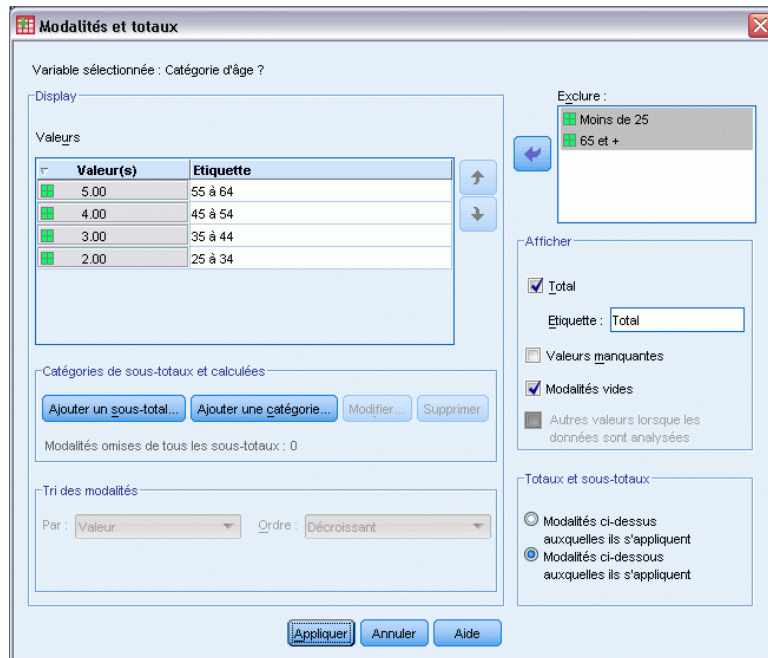 Modalités et totaux
Variable sélectionnée : Catégorie d'âge ?
Display
Valeurs
Valeur(s) Etiquette
5.00 55 à 64
4.00 45 à 54
3.00 35 à 44
2.00 25 à 34
Catégories de sous-totaux et calculées
Ajouter un sous-total... Ajouter une catégorie... Modifier... Supprimer
Modalités omises de tous les sous-totaux : 0
Tri des modalités
Par : Valeur Ordre : Décroissant
Exclure :
Moins de 25
65 et +
Afficher
Total
Etiquette : Total
Valeurs manquantes
Modalités vides
Autres valeurs lorsque les
données sont analysées
Totaux et sous-totaux
Modalités ci-dessus
auxquelles ils s'appliquent
Modalités ci-dessous
auxquelles ils s'appliquent
Appliquer Annuler Aide